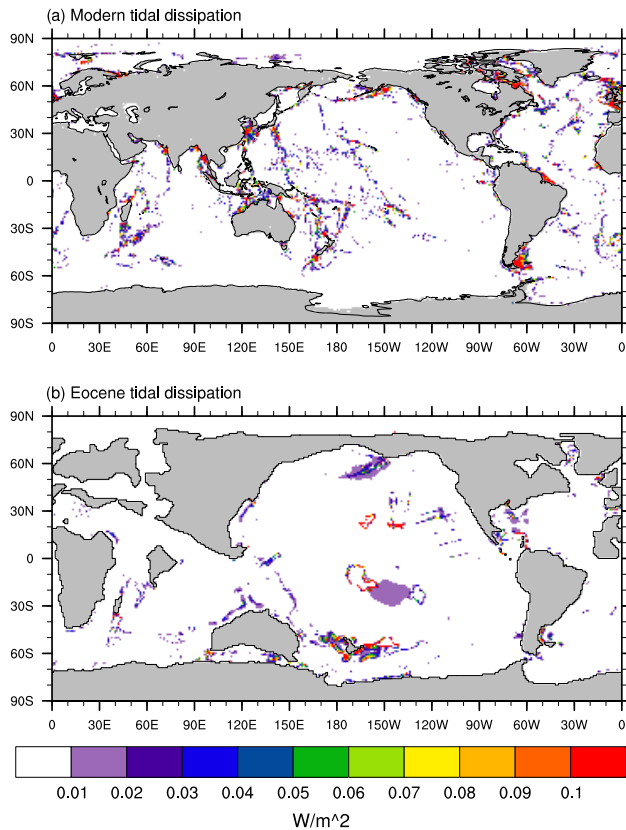 (a) Modern tidal dissipation
90N
60N
30N
0
30S
60S
90S
0 30E 60E 90E 120E 150E 180 150W 120W 90W 60W 30W 0
(b) Eocene tidal dissipation
90N
60N
30N
0
30S
60S
90S
0 30E 60E 90E 120E 150E 180 150W 120W 90W 60W 30W 0
0.01 0.02 0.03 0.04 0.05 0.06 0.07 0.08 0.09 0.1
W/m^2